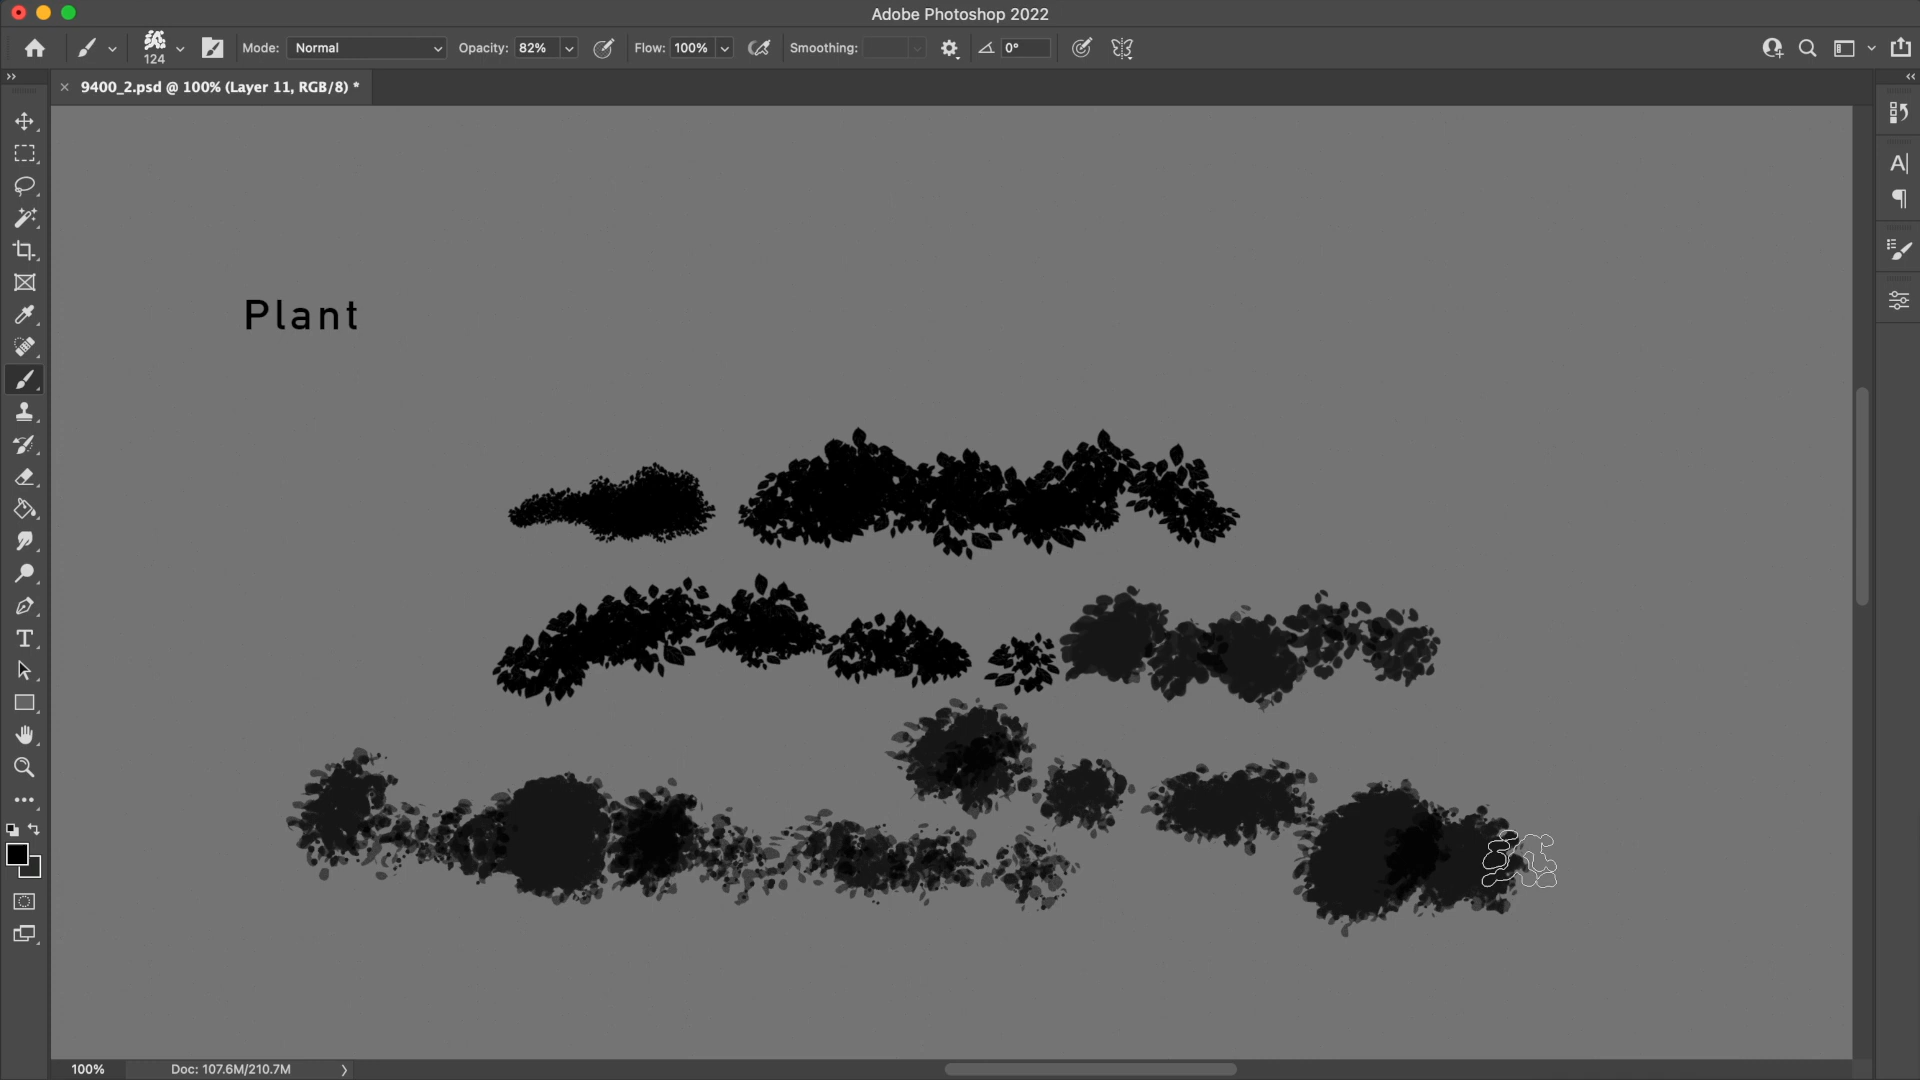 Adobe Photoshop 2022
124
Mode: Normal Opacity: 82% Flow: 100% Smoothing: 0°
9400_2.psd @ 100% (Layer 11, RGB/8) *
Plant
100% Doc: 107.6M/210.7M